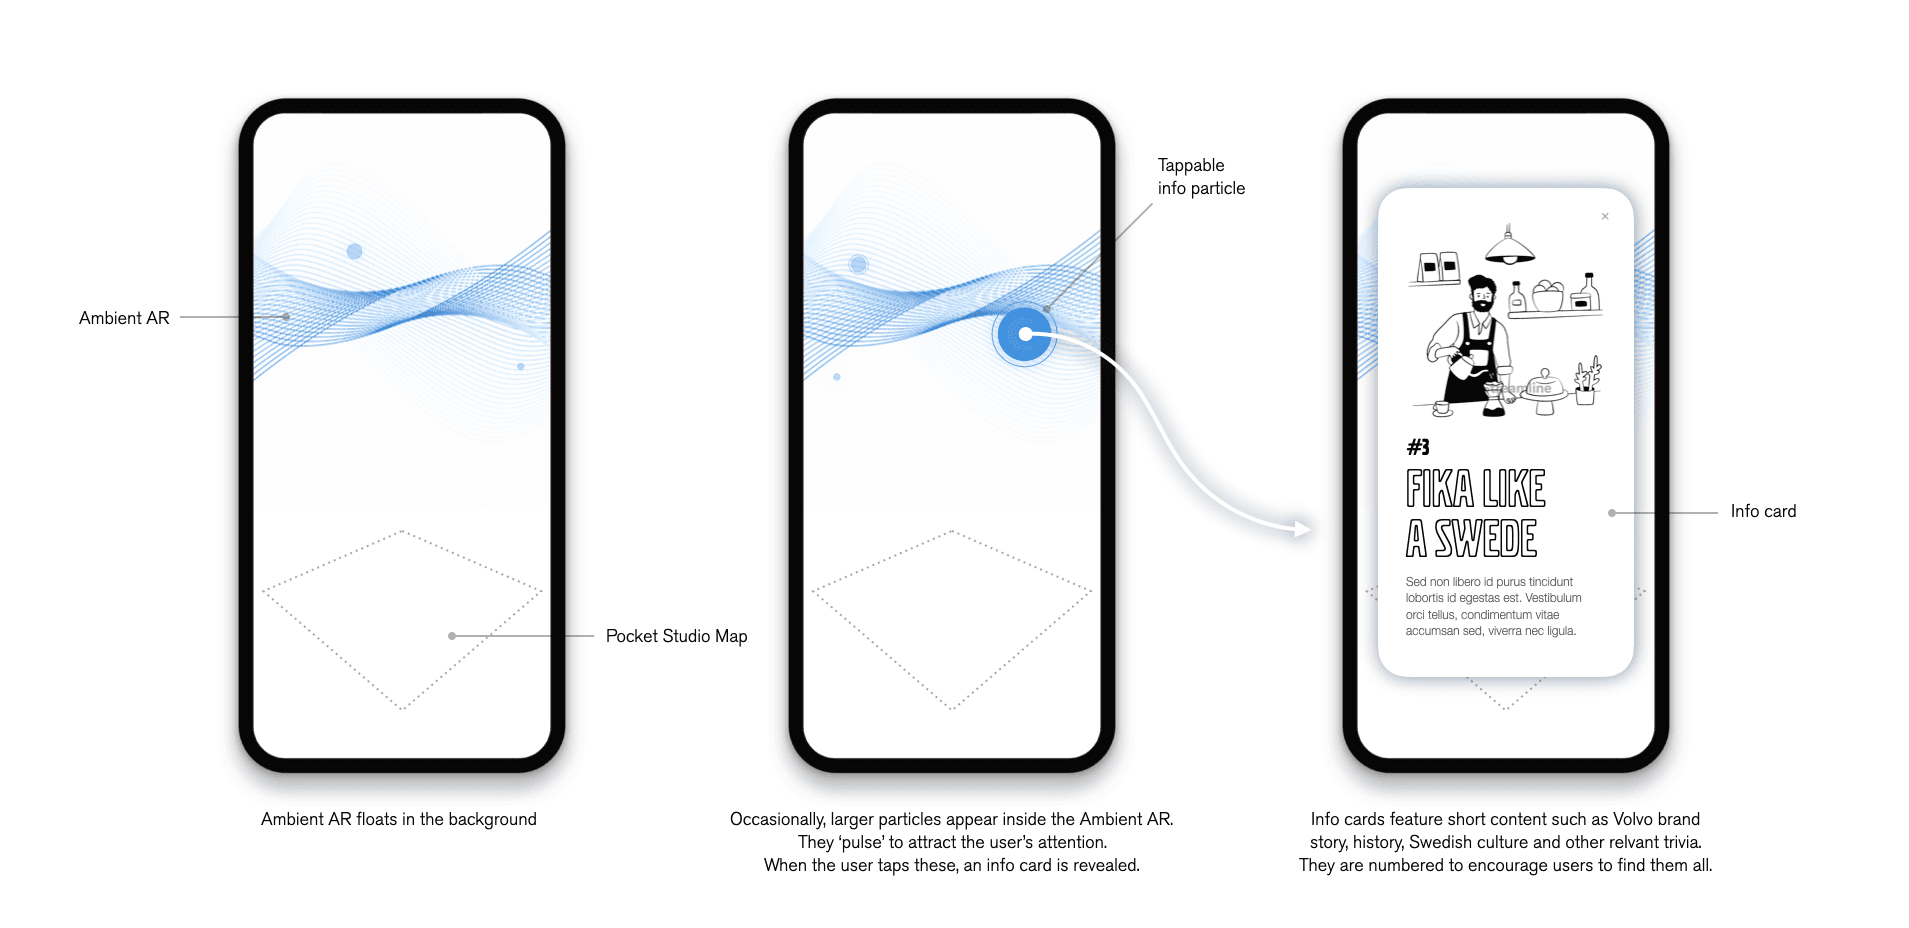 Tappable
info particle
Ambient AR
×
streamline
#3
FIKA LIKE
A SWEDE
Info card
Sed non libero id purus tincidunt
lobortis id egestas est. Vestibulum
orci tellus, condimentum vitae
accumsan sed, viverra nec ligula.
Pocket Studio Map
Ambient AR floats in the background
Occasionally, larger particles appear inside the Ambient AR.
They ‘pulse’ to attract the user’s attention.
When the user taps these, an info card is revealed.
Info cards feature short content such as Volvo brand
story, history, Swedish culture and other relvant trivia.
They are numbered to encourage users to find them all.